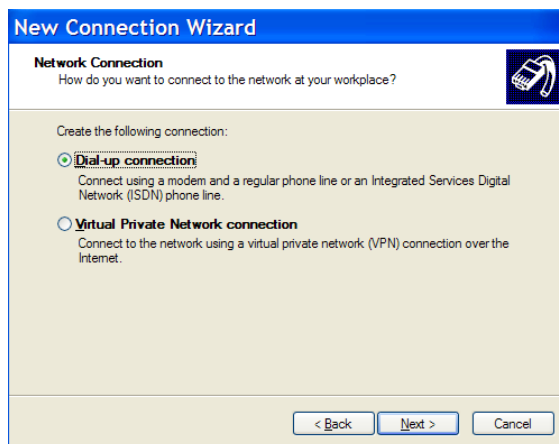 New Connection Wizard
Network Connection
How do you want to connect to the network at your workplace?
Create the following connection:
Dial-up connection
Connect using a modem and a regular phone line or an Integrated Services Digital
Network (ISDN) phone line.
Virtual Private Network connection
Connect to the network using a virtual private network (VPN) connection over the
Internet.
< Back
Next >
Cancel